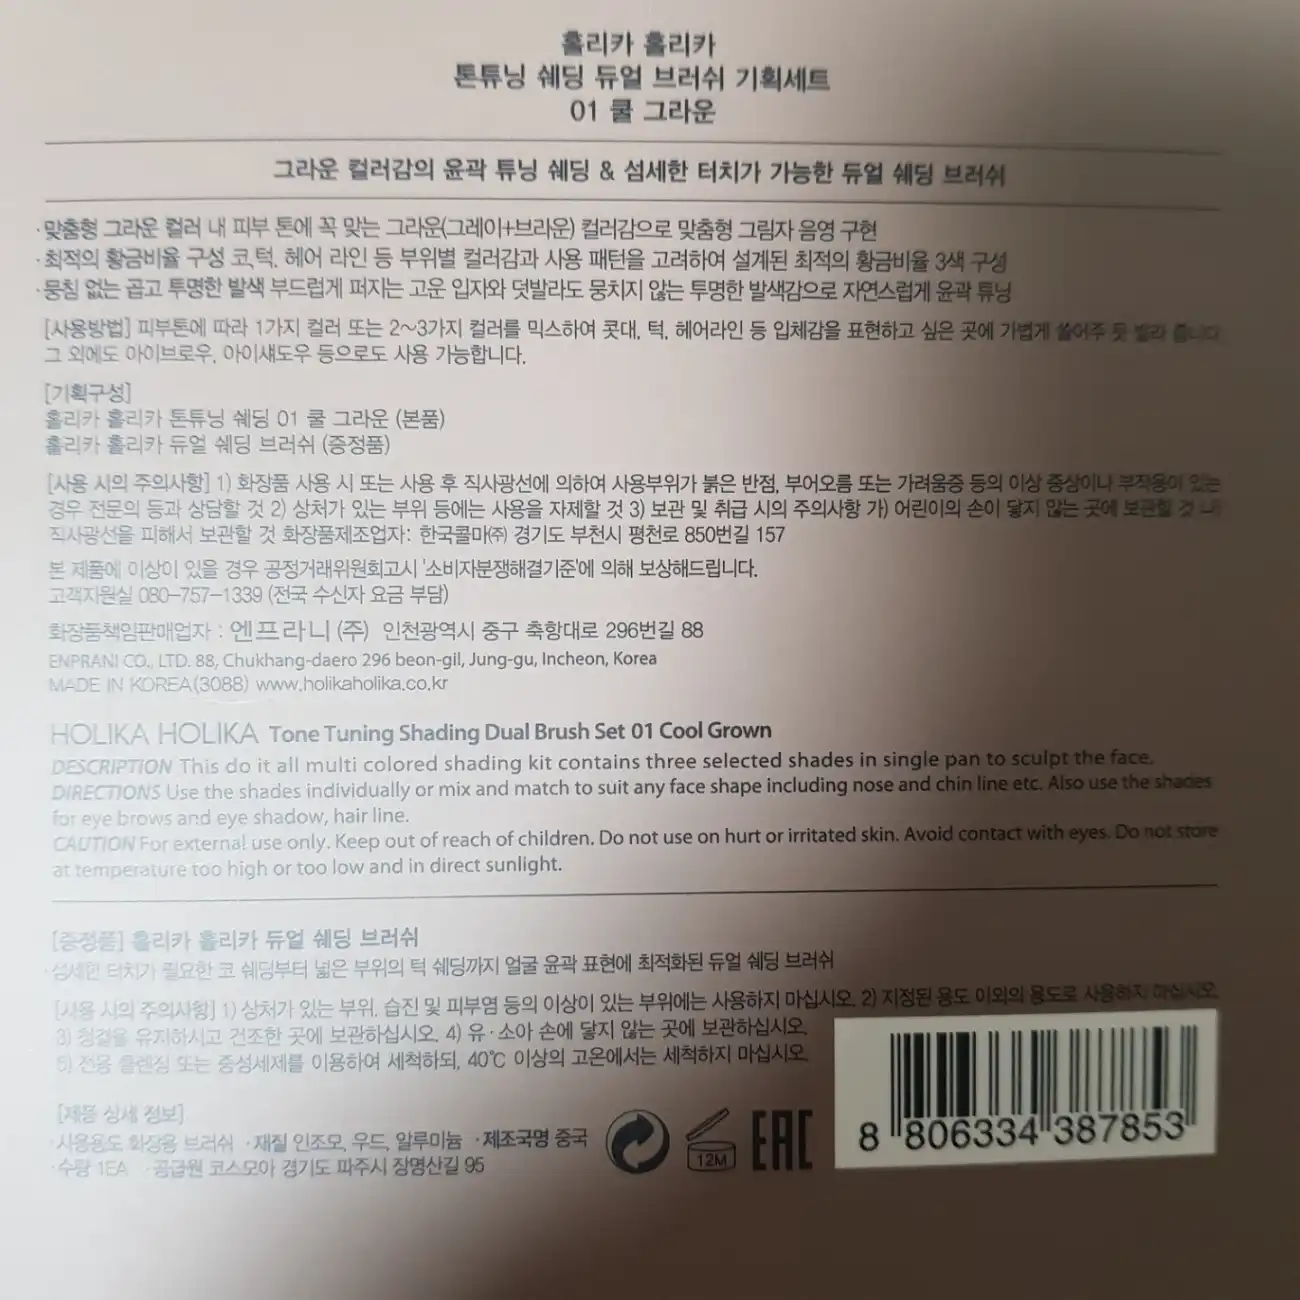 홀리카 홀리카
톤튜닝 쉐딩 듀얼 브러쉬 기획세트
01 쿨 그라운
그라운 컬러감의 윤곽 튜닝 쉐딩 & 섬세한 터치가 가능한 듀얼 쉐딩 브러쉬
·맞춤형 그라운 컬러 내 피부 톤에 꼭 맞는 그라운(그레이+브라운) 컬러감으로 맞춤형 그림자 음영 구현
·최적의 황금비율 구성 코,턱, 헤어 라인 등 부위별 컬러감과 사용 패턴을 고려하여 설계된 최적의 황금비율 3색 구성
·뭉침 없는 곱고 투명한 발색 부드럽게 퍼지는 고운 입자와 덧발라도 뭉치지 않는 투명한 발색감으로 자연스럽게 윤곽 튜닝
[사용방법] 피부톤에 따라 1가지 컬러 또는 2~3가지 컬러를 믹스하여 콧대, 턱, 헤어라인 등 입체감을 표현하고 싶은 곳에 가볍게 쓸어주 듯 발라 줍니다.
그 외에도 아이브로우, 아이섀도우 등으로도 사용 가능합니다.
[기획구성]
홀리카 홀리카 톤튜닝 쉐딩 01 쿨 그라운 (본품)
홀리카 홀리카 듀얼 쉐딩 브러쉬 (증정품)
[사용 시의 주의사항] 1) 화장품 사용 시 또는 사용 후 직사광선에 의하여 사용부위가 붉은 반점, 부어오름 또는 가려움증 등의 이상 증상이나 부작용이 있는
경우 전문의 등과 상담할 것 2) 상처가 있는 부위 등에는 사용을 자제할 것 3) 보관 및 취급 시의 주의사항 가) 어린이의 손이 닿지 않는 곳에 보관할 것 나)
직사광선을 피해서 보관할 것 화장품제조업자: 한국콜마㈜ 경기도 부천시 평천로 850번길 157
본 제품에 이상이 있을 경우 공정거래위원회고시 '소비자분쟁해결기준'에 의해 보상해드립니다.
고객지원실 080-757-1339 (전국 수신자 요금 부담)
화장품책임판매업자 : 엔프라니 (주) 인천광역시 중구 축항대로 296번길 88
ENPRANI CO., LTD. 88, Chukhang-daero 296 beon-gil, Jung-gu, Incheon, Korea
MADE IN KOREA(3088) www.holikaholika.co.kr
HOLIKA HOLIKA Tone Tuning Shading Dual Brush Set 01 Cool Grown
DESCRIPTION This do it all multi colored shading kit contains three selected shades in single pan to sculpt the face.
DIRECTIONS Use the shades individually or mix and match to suit any face shape including nose and chin line etc. Also use the shades
for eye brows and eye shadow, hair line.
CAUTION For external use only. Keep out of reach of children. Do not use on hurt or irritated skin. Avoid contact with eyes. Do not store
at temperature too high or too low and in direct sunlight.
[증정품] 홀리카 홀리카 듀얼 쉐딩 브러쉬
·섬세한 터치가 필요한 코 쉐딩부터 넓은 부위의 턱 쉐딩까지 얼굴 윤곽 표현에 최적화된 듀얼 쉐딩 브러쉬
[사용 시의 주의사항] 1) 상처가 있는 부위, 습진 및 피부염 등의 이상이 있는 부위에는 사용하지 마십시오. 2) 지정된 용도 이외의 용도로 사용하지 마십시오.
3) 청결을 유지하시고 건조한 곳에 보관하십시오. 4) 유·소아 손에 닿지 않는 곳에 보관하십시오.
5) 전용 클렌징 또는 중성세제를 이용하여 세척하되, 40℃ 이상의 고온에서는 세척하지 마십시오.
[제품 상세 정보]
·사용용도 화장용 브러쉬 ·재질 인조모, 우드, 알루미늄 ·제조국명 중국
·수량 1EA ·공급원 코스모아 경기도 파주시 장명산길 95
12M
EAC
8 806334 387853